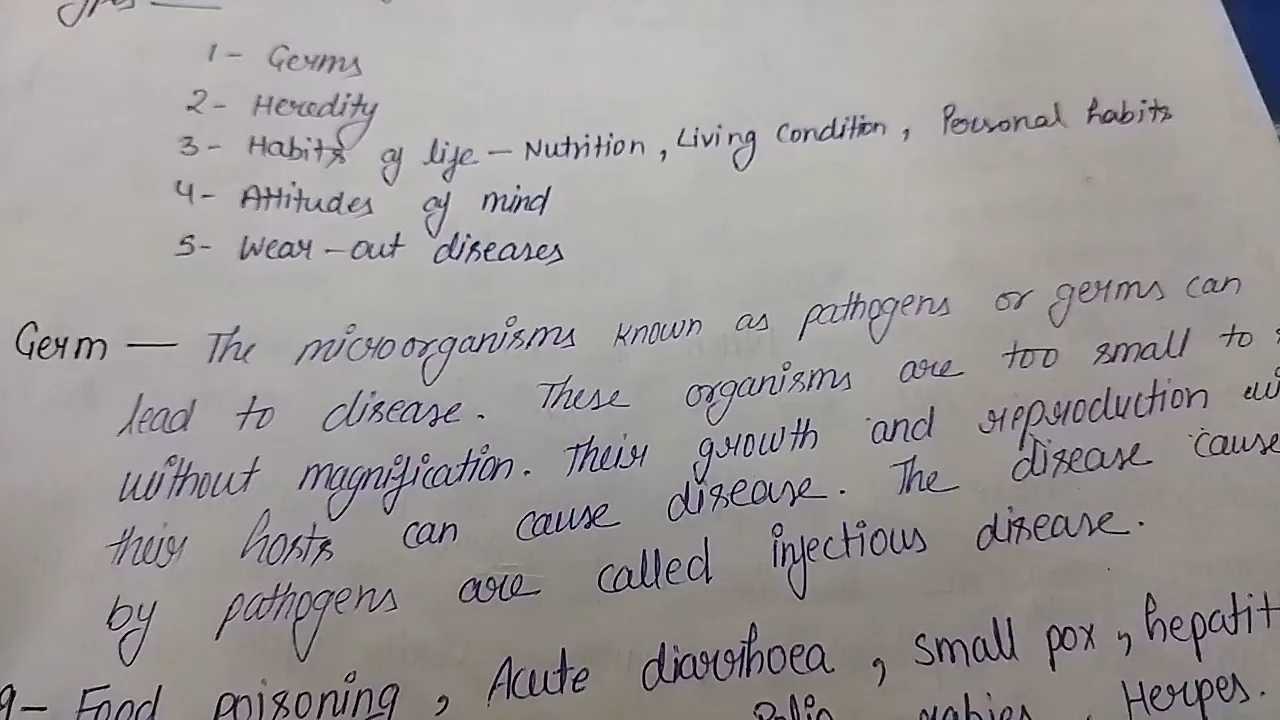 1- Germs
2- Heredity
3- Habits of life - Nutrition, Living Condition, Personal habits
4- Attitudes of mind
5- Wear-out diseases
Germ — The microorganisms known as pathogens or germs can
lead to disease. These organisms are too small to
without magnification. Their growth and reproduction
their hosts can cause disease. The disease cause
by pathogens are called infectious disease.
Food poisoning, Acute diarrhoea, small pox, hepatit
Polio, rabies, Herpes.